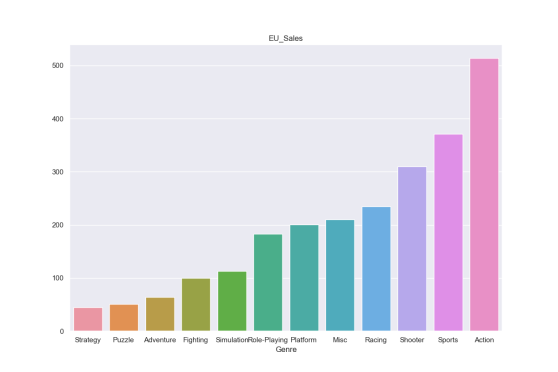 EU_Sales
500
400
300
200
100
0
Strategy Puzzle Adventure Fighting Simulation Role-Playing Platform Misc Racing Shooter Sports Action
Genre